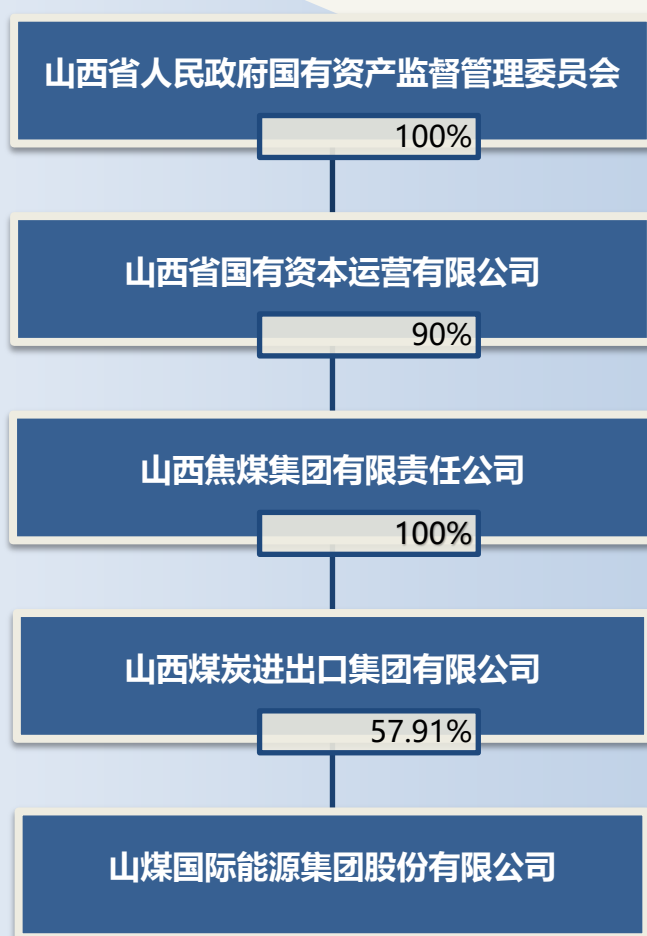 山西省人民政府国有资产监督管理委员会
100%
山西省国有资本运营有限公司
90%
山西焦煤集团有限责任公司
100%
山西煤炭进出口集团有限公司
57.91%
山煤国际能源集团股份有限公司